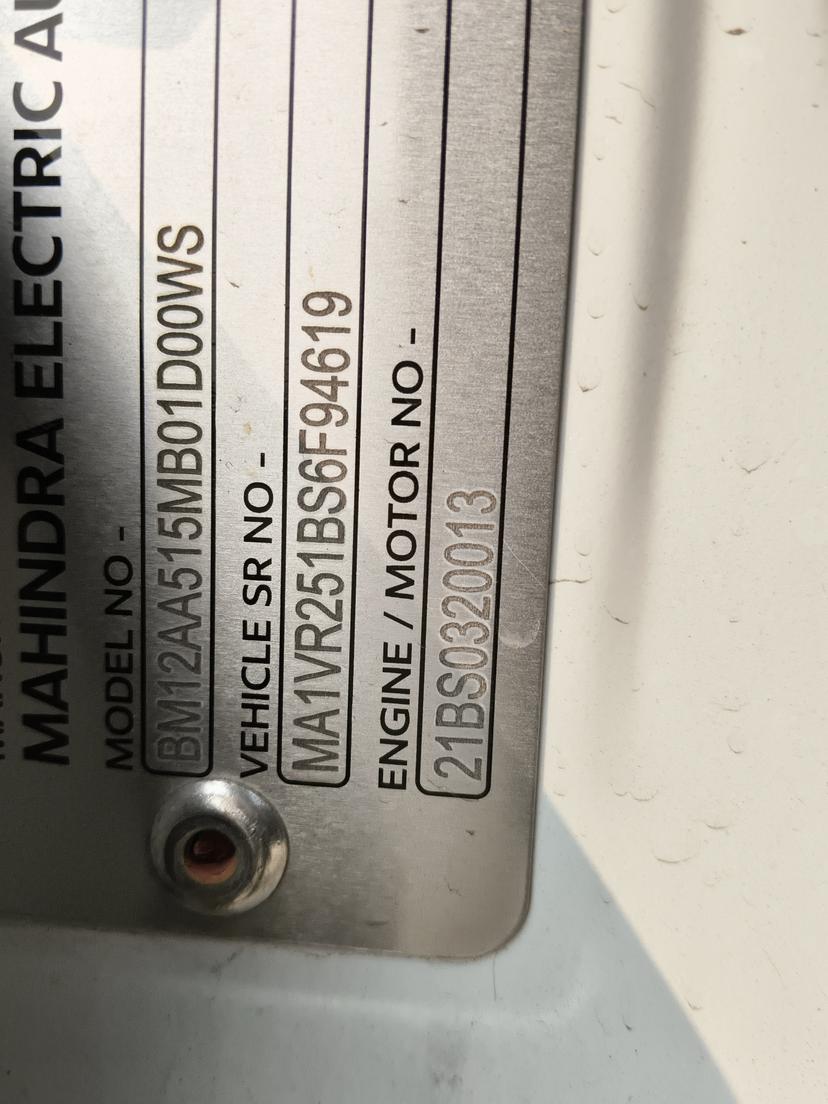 MAHINDRA ELECTRIC
MODEL NO -
BM12AA515MB01D00WS
VEHICLE SR NO -
MA1VR251BS6F94619
ENGINE / MOTOR NO -
21BS0320013